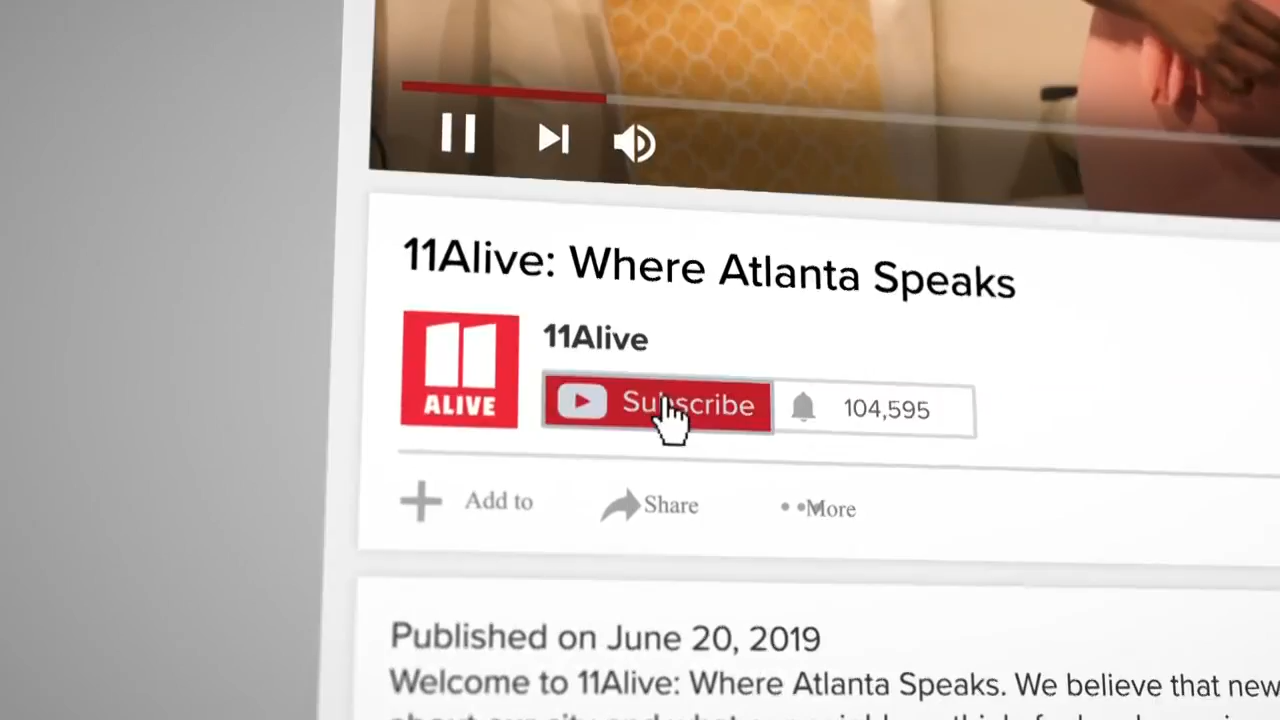 11Alive: Where Atlanta Speaks
11
ALIVE
11Alive
Subscribe
104,595
Add to
Share
More
Published on June 20, 2019
Welcome to 11Alive: Where Atlanta Speaks. We believe that new